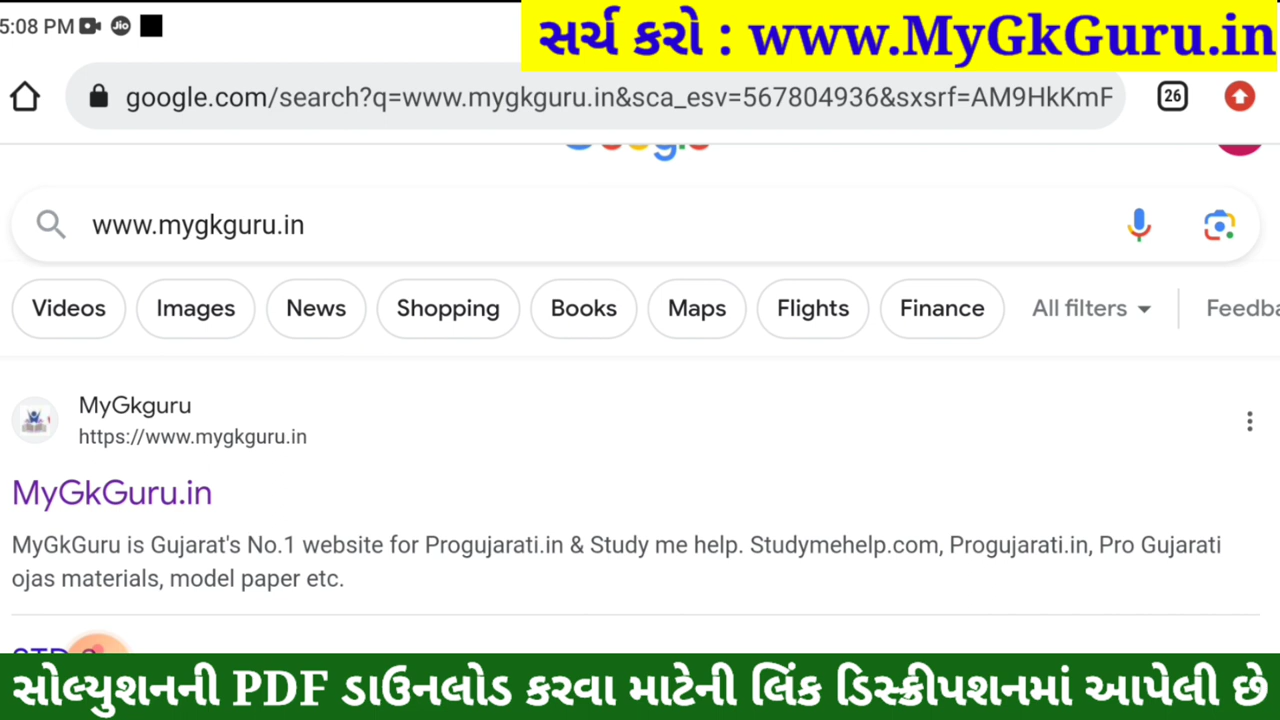 5:08 PM
સર્ચ કરો : www.MyGkGuru.in
google.com/search?q=www.mygkguru.in&sca_esv=567804936&sxsrf=AM9HkKmF
26
www.mygkguru.in
Videos Images News Shopping Books Maps Flights Finance All filters Feedba
MyGkguru
https://www.mygkguru.in
MyGkGuru.in
MyGkGuru is Gujarat's No.1 website for Progujarati.in & Study me help. Studymehelp.com, Progujarati.in, Pro Gujarati
ojas materials, model paper etc.
સોલ્યુશનની PDF ડાઉનલોડ કરવા માટેની લિંક ડિસ્ક્રીપશનમાં આપેલી છે